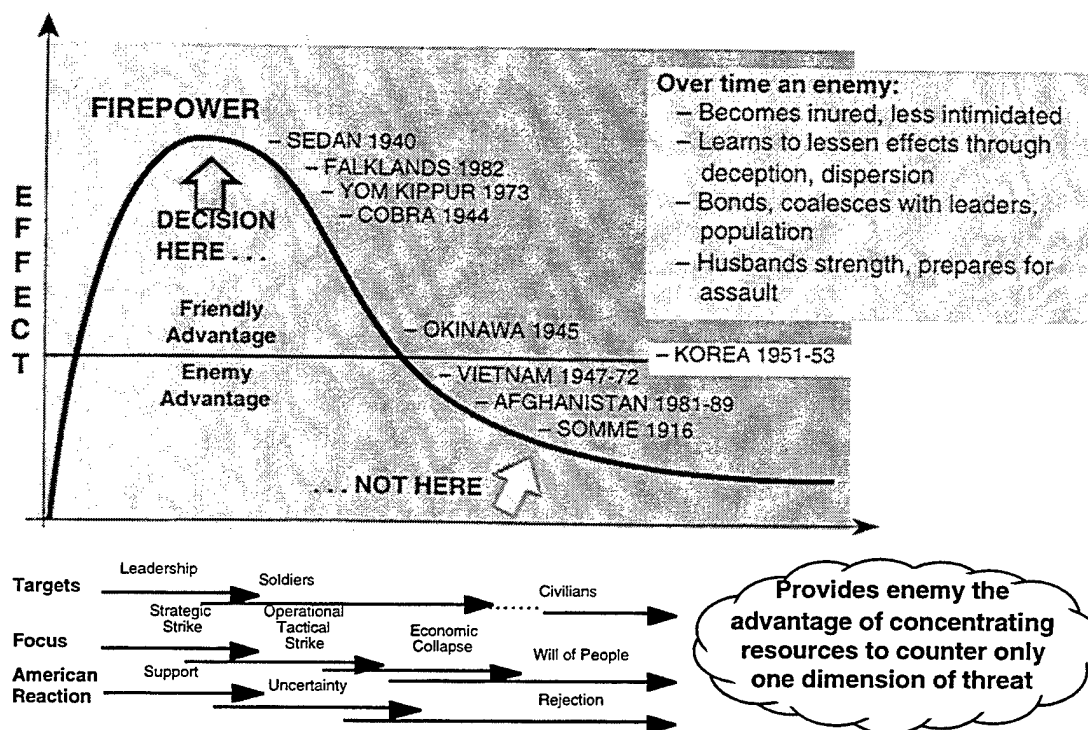 FIREPOWER
EFFECT
DECISION
HERE . . .
– SEDAN 1940
– FALKLANDS 1982
– YOM KIPPUR 1973
– COBRA 1944
Friendly
Advantage
– OKINAWA 1945
– KOREA 1951-53
Enemy
Advantage
– VIETNAM 1947-72
– AFGHANISTAN 1981-89
– SOMME 1916
. . . NOT HERE
Over time an enemy:
– Becomes inured, less intimidated
– Learns to lessen effects through
deception, dispersion
– Bonds, coalesces with leaders,
population
– Husbands strength, prepares for
assault
Targets
Leadership
Soldiers
Civilians
Focus
Strategic
Strike
Operational
Tactical
Strike
Economic
Collapse
Will of People
American
Reaction
Support
Uncertainty
Rejection
Provides enemy the
advantage of concentrating
resources to counter only
one dimension of threat